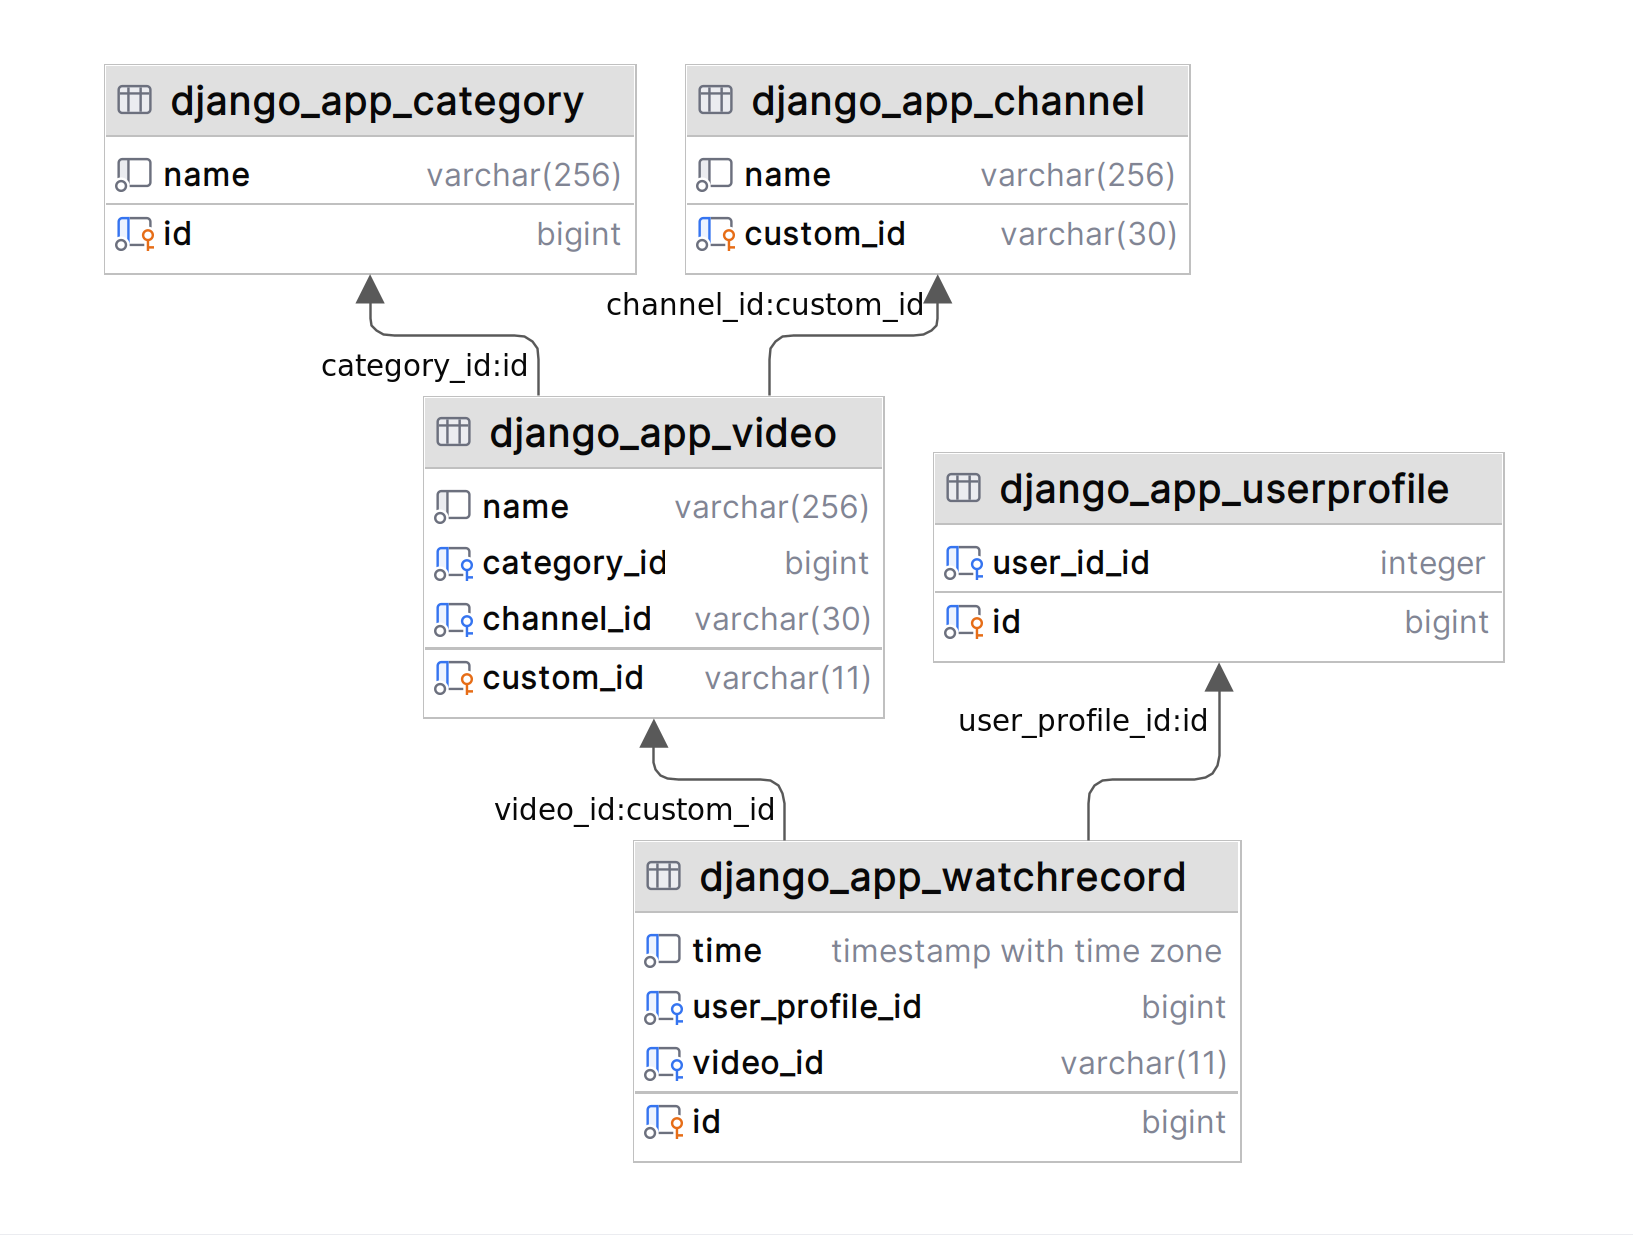 django_app_category
name varchar(256)
id bigint
django_app_channel
name varchar(256)
custom_id varchar(30)
channel_id:custom_id
category_id:id
django_app_video
name varchar(256)
category_id bigint
channel_id varchar(30)
custom_id varchar(11)
django_app_userprofile
user_id_id integer
id bigint
user_profile_id:id
video_id:custom_id
django_app_watchrecord
time timestamp with time zone
user_profile_id bigint
video_id varchar(11)
id bigint